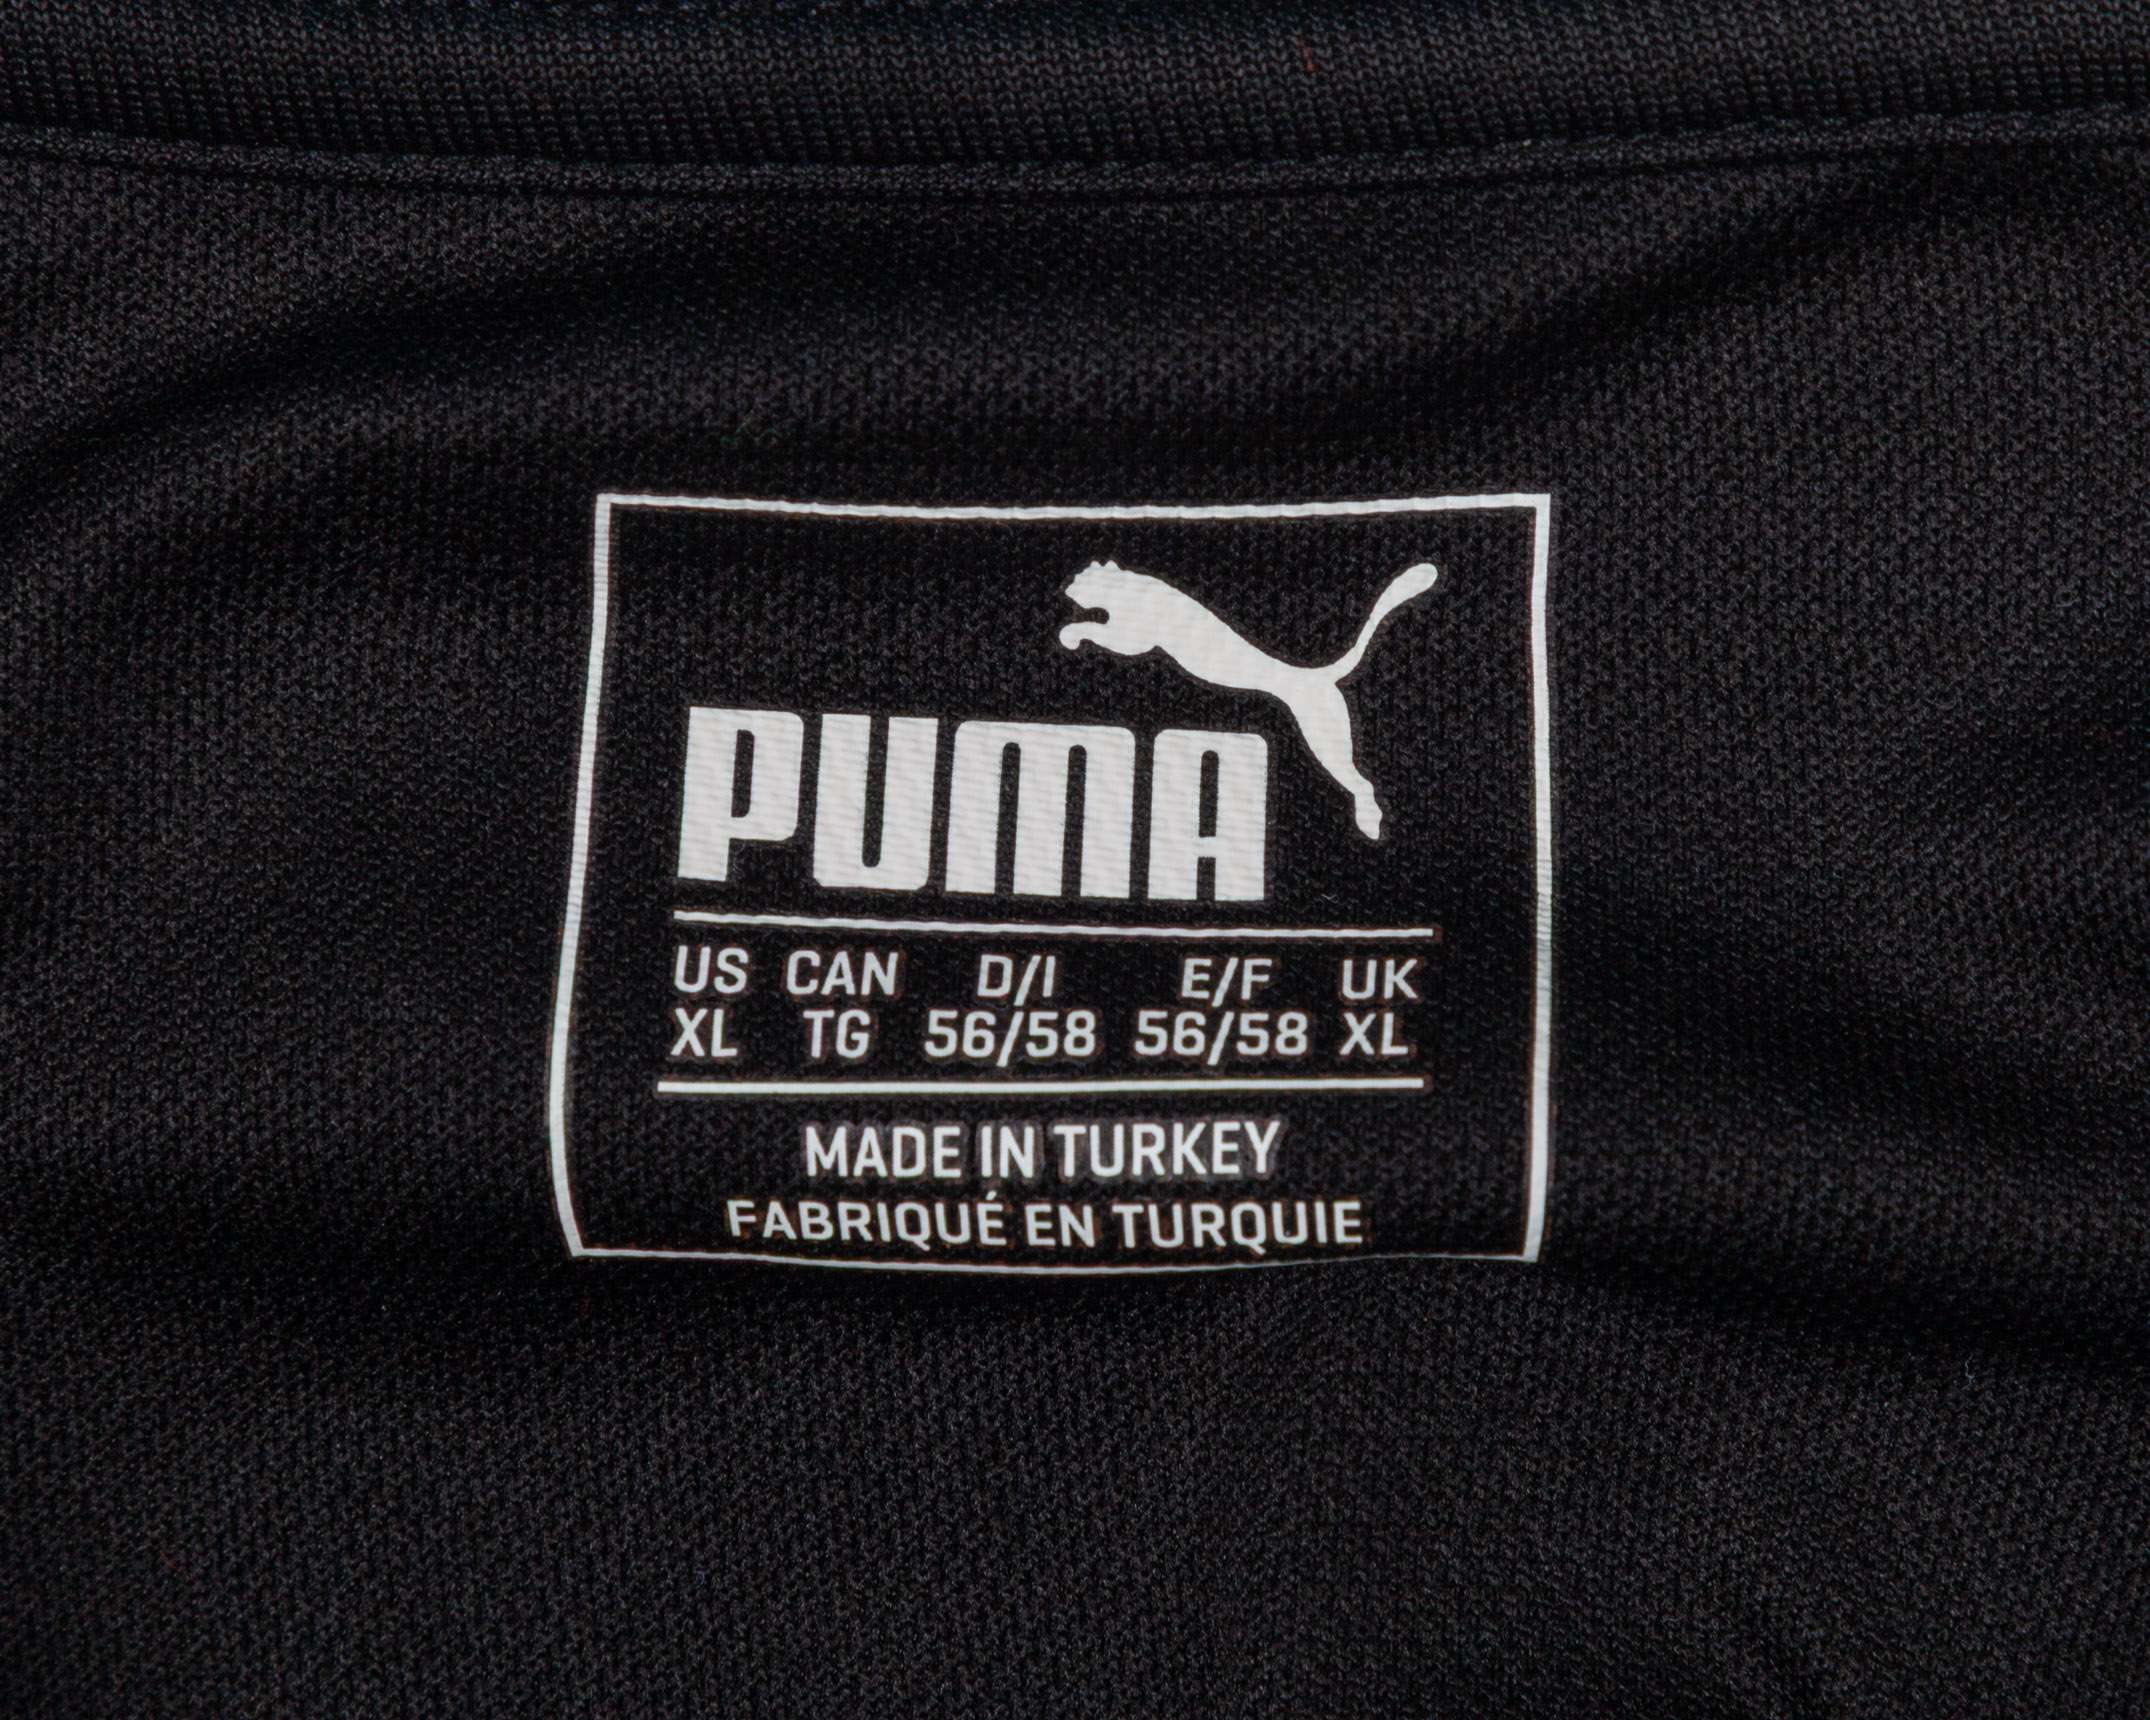 PUMA
US CAN D/I E/F UK
XL TG 56/58 56/58 XL
MADE IN TURKEY
FABRIQUÉ EN TURQUIE